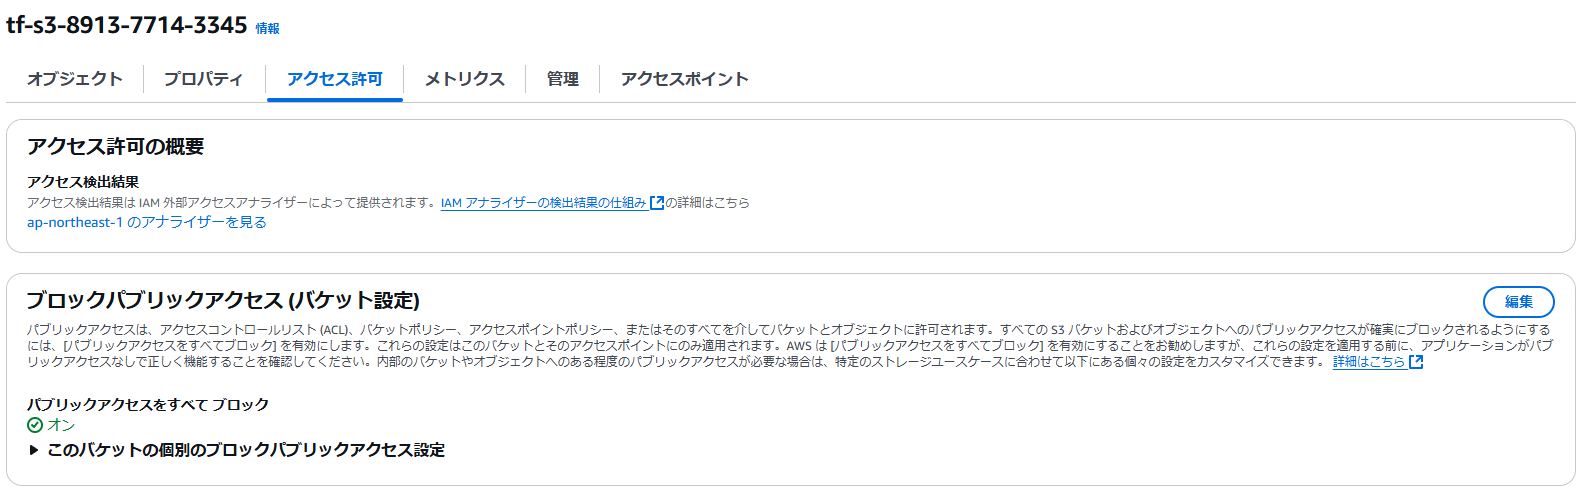 tf-s3-8913-7714-3345 情報
オブジェクト プロパティ アクセス許可 メトリクス 管理 アクセスポイント
アクセス許可の概要
アクセス検出結果
アクセス検出結果は IAM 外部アクセスアナライザーによって提供されます。IAM アナライザーの検出結果の仕組み の詳細はこちら
ap-northeast-1 のアナライザーを見る
ブロックパブリックアクセス (バケット設定)
編集
パブリックアクセスは、アクセスコントロールリスト (ACL)、バケットポリシー、アクセスポイントポリシー、またはそのすべてを介してバケットとオブジェクトに許可されます。すべての S3 バケットおよびオブジェクトへのパブリックアクセスが確実にブロックされるようにする
には、[パブリックアクセスをすべてブロック] を有効にします。これらの設定はこのバケットとそのアクセスポイントにのみ適用されます。AWS は [パブリックアクセスをすべてブロック] を有効にすることをお勧めしますが、これらの設定を適用する前に、アプリケーションがパブ
リックアクセスなしで正しく機能することを確認してください。内部のバケットやオブジェクトへのある程度のパブリックアクセスが必要な場合は、特定のストレージユースケースに合わせて以下にある個々の設定をカスタマイズできます。 詳細はこちら
パブリックアクセスをすべて ブロック
オン
このバケットの個別のブロックパブリックアクセス設定